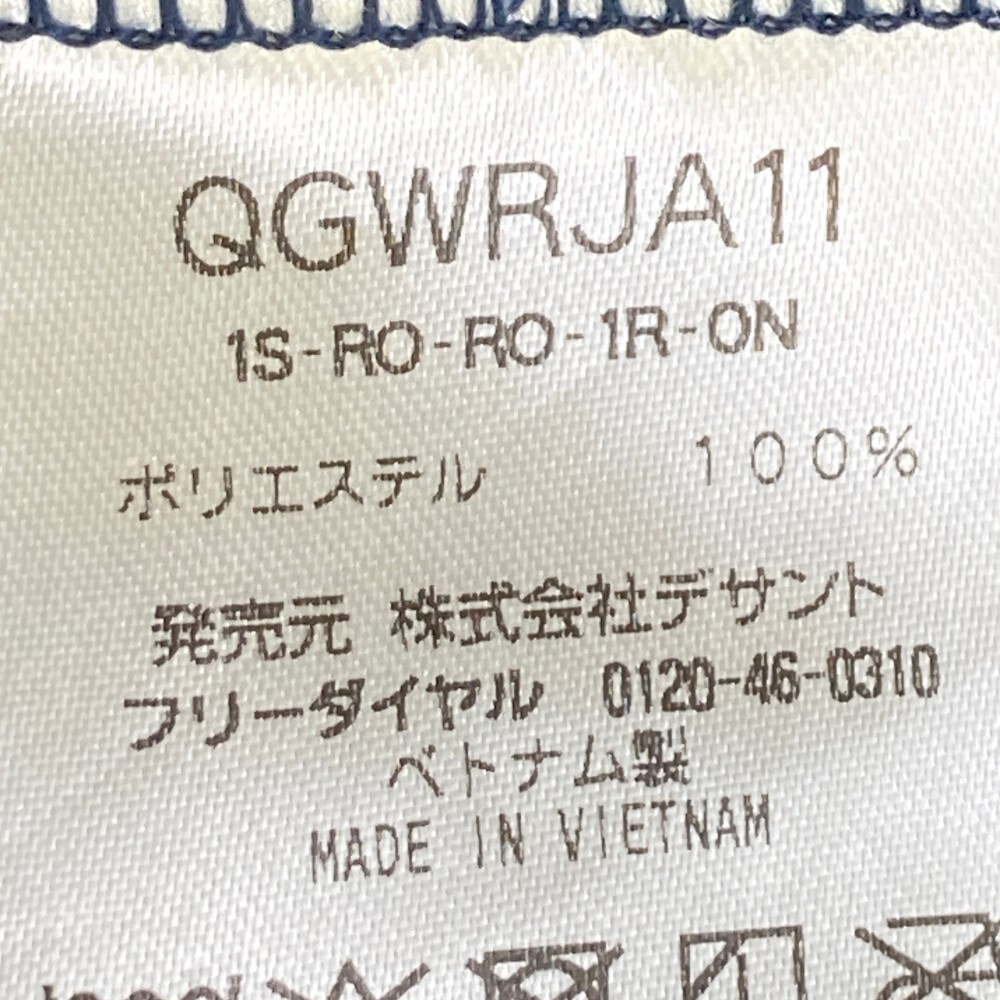 QGWRJA11
1S-RO-RO-1R-ON
ポリエステル 100%
発売元 株式会社デサント
フリーダイヤル 0120-46-0310
ベトナム製
MADE IN VIETNAM